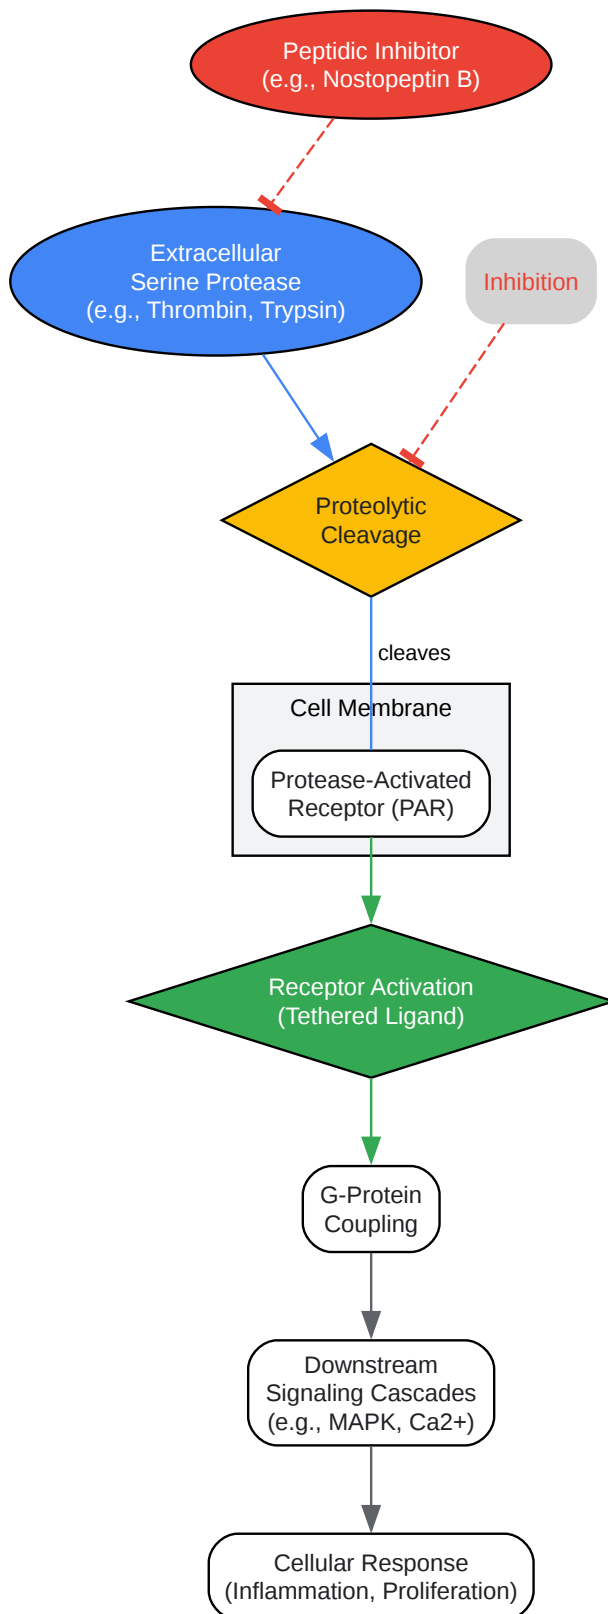 Peptidic Inhibitor
(e.g., Nostopeptin B)
Extracellular
Serine Protease
(e.g., Thrombin, Trypsin)
Inhibition
Proteolytic
Cleavage
cleaves
Cell Membrane
Protease-Activated
Receptor (PAR)
Receptor Activation
(Tethered Ligand)
G-Protein
Coupling
Downstream
Signaling Cascades
(e.g., MAPK, Ca2+)
Cellular Response
(Inflammation, Proliferation)